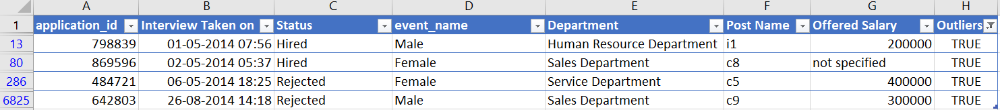 A B C D E F G H
1 application_id Interview Taken on Status event_name Department Post Name Offered Salary Outliers
13 798839 01-05-2014 07:56 Hired Male Human Resource Department i1 200000 TRUE
80 869596 02-05-2014 05:37 Hired Female Sales Department c8 not specified TRUE
286 484721 06-05-2014 18:25 Rejected Female Service Department c5 400000 TRUE
6825 642803 26-08-2014 14:18 Rejected Male Sales Department c9 300000 TRUE